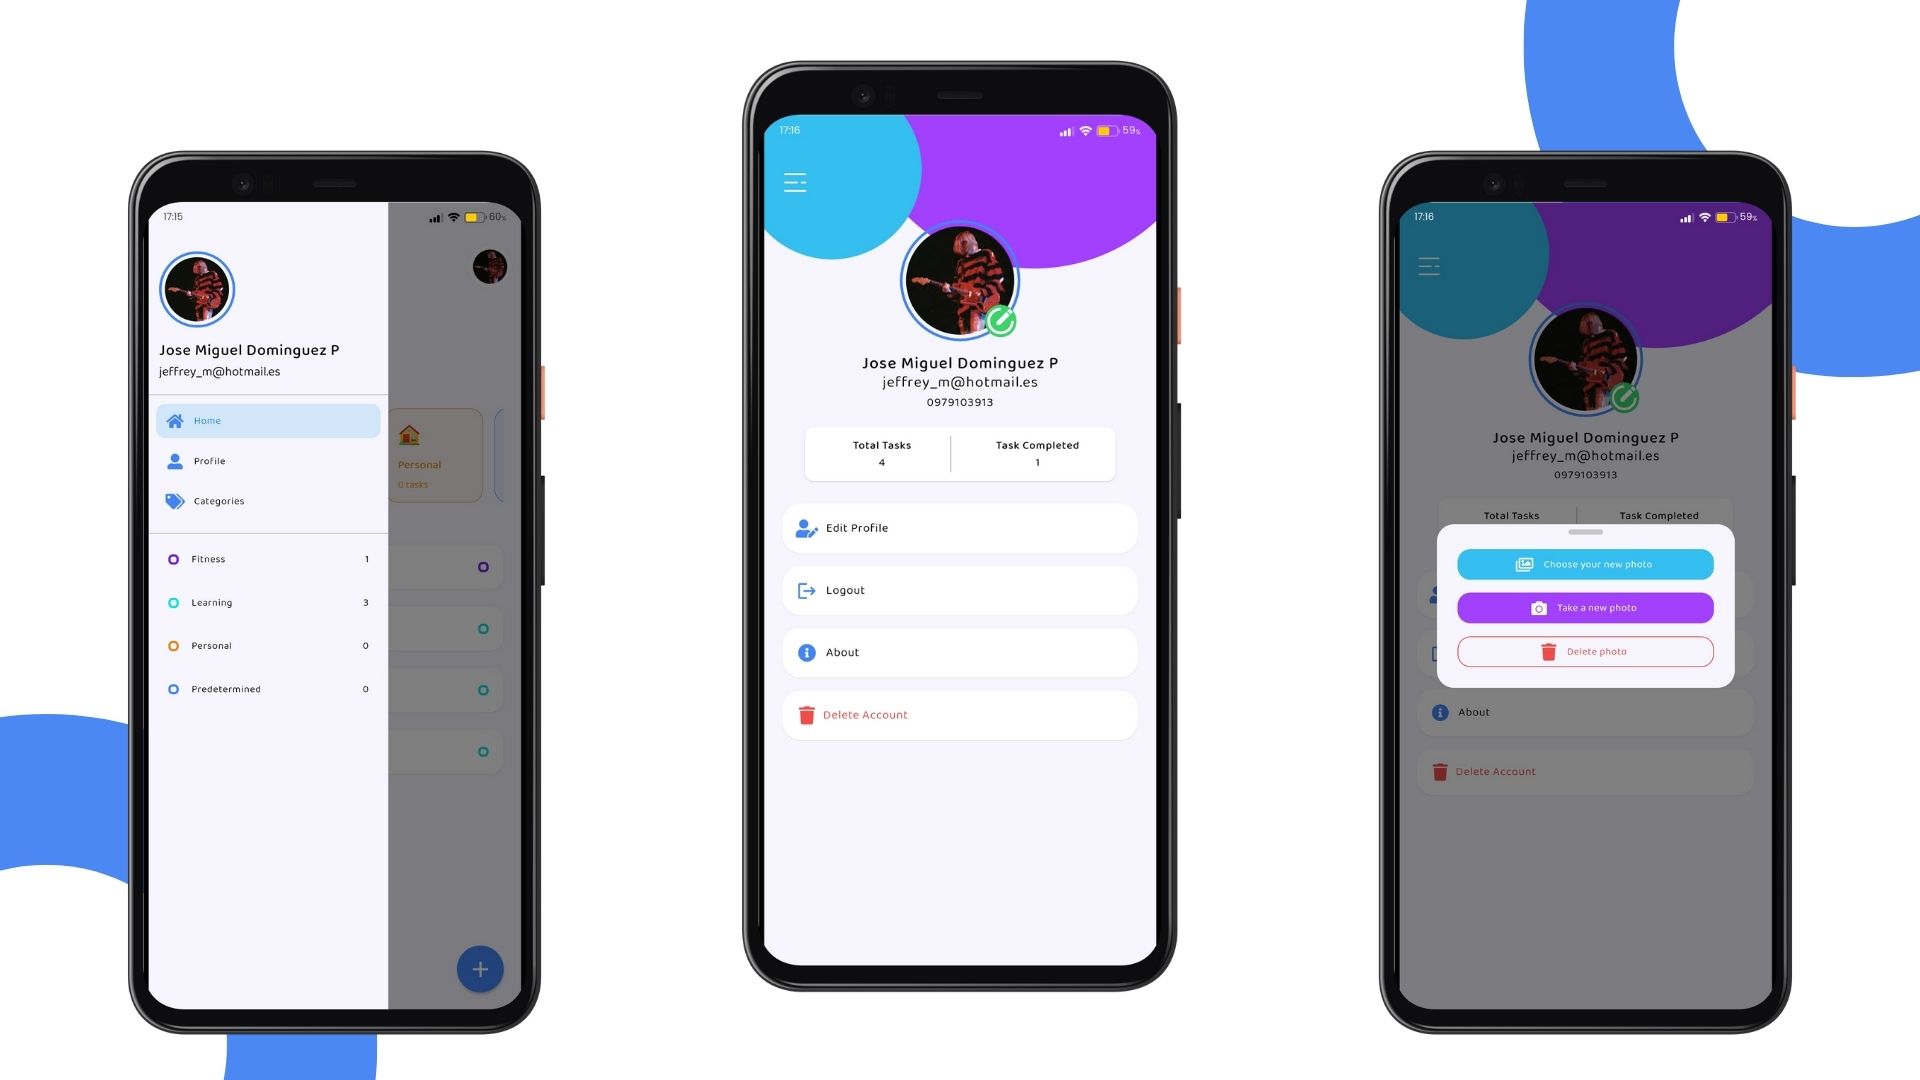 17:15
60%
Jose Miguel Dominguez P
jeffrey_m@hotmail.es
Home
Profile
Categories
Fitness 1
Learning 3
Personal 0
Predetermined 0
Personal
0 tasks
17:16
59%
Jose Miguel Dominguez P
jeffrey_m@hotmail.es
0979103913
Total Tasks Task Completed
4 1
Edit Profile
Logout
About
Delete Account
17:16
59%
Jose Miguel Dominguez P
jeffrey_m@hotmail.es
0979103913
Total Tasks Task Completed
Choose your new photo
Take a new photo
Delete photo
About
Delete Account